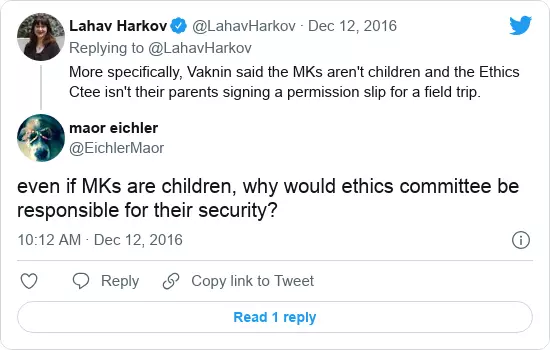 Lahav Harkov @LahavHarkov · Dec 12, 2016
Replying to @LahavHarkov
More specifically, Vaknin said the MKs aren't children and the Ethics
Ctee isn't their parents signing a permission slip for a field trip.
maor eichler
@EichlerMaor
even if MKs are children, why would ethics committee be
responsible for their security?
10:12 AM · Dec 12, 2016
Reply Copy link to Tweet
Read 1 reply